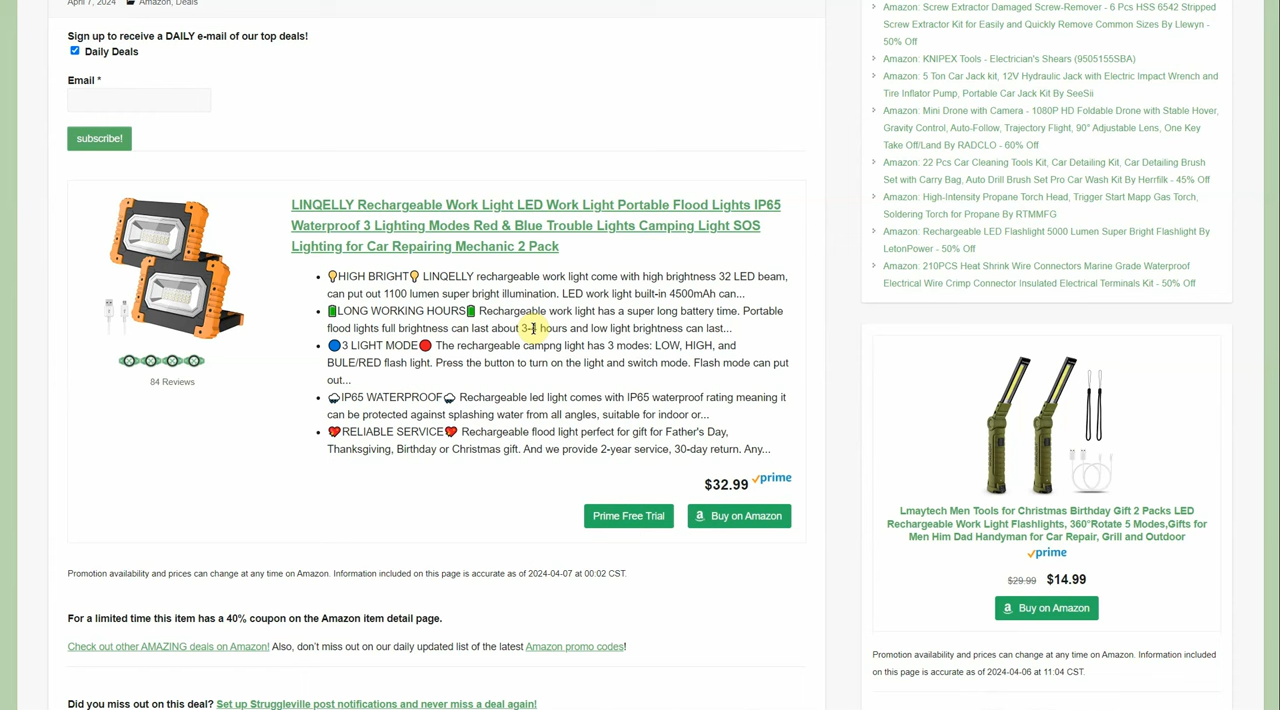 April 7, 2024 Amazon, Deals
Sign up to receive a DAILY e-mail of our top deals!
Daily Deals
Email *
subscribe!
LINQELLY Rechargeable Work Light LED Work Light Portable Flood Lights IP65
Waterproof 3 Lighting Modes Red & Blue Trouble Lights Camping Light SOS
Lighting for Car Repairing Mechanic 2 Pack
💡HIGH BRIGHT💡 LINQELLY rechargeable work light come with high brightness 32 LED beam,
can put out 1100 lumen super bright illumination. LED work light built-in 4500mAh can...
🔋LONG WORKING HOURS🔋 Rechargeable work light has a super long battery time. Portable
flood lights full brightness can last about hours and low light brightness can last...
🔵3 LIGHT MODE🔴 The rechargeable campng light has 3 modes: LOW, HIGH, and
BULE/RED flash light. Press the button to turn on the light and switch mode. Flash mode can put
out...
🌧IP65 WATERPROOF🌧 Rechargeable led light comes with IP65 waterproof rating meaning it
can be protected against splashing water from all angles, suitable for indoor or...
💖RELIABLE SERVICE💖 Rechargeable flood light perfect for gift for Father's Day,
Thanksgiving, Birthday or Christmas gift. And we provide 2-year service, 30-day return. Any...
84 Reviews
$32.99 prime
Prime Free Trial
Buy on Amazon
Promotion availability and prices can change at any time on Amazon. Information included on this page is accurate as of 2024-04-07 at 00:02 CST.
For a limited time this item has a 40% coupon on the Amazon item detail page.
Check out other AMAZING deals on Amazon! Also, don't miss out on our daily updated list of the latest Amazon promo codes!
Did you miss out on this deal? Set up Struggleville post notifications and never miss a deal again!
Amazon: Screw Extractor Damaged Screw-Remover - 6 Pcs HSS 6542 Stripped
Screw Extractor Kit for Easily and Quickly Remove Common Sizes By Llewyn -
50% Off
Amazon: KNIPEX Tools - Electrician's Shears (9505155SBA)
Amazon: 5 Ton Car Jack kit, 12V Hydraulic Jack with Electric Impact Wrench and
Tire Inflator Pump, Portable Car Jack Kit By SeeSii
Amazon: Mini Drone with Camera - 1080P HD Foldable Drone with Stable Hover,
Gravity Control, Auto-Follow, Trajectory Flight, 90° Adjustable Lens, One Key
Take Off/Land By RADCLO - 60% Off
Amazon: 22 Pcs Car Cleaning Tools Kit, Car Detailing Kit, Car Detailing Brush
Set with Carry Bag, Auto Drill Brush Set Pro Car Wash Kit By Herrfilk - 45% Off
Amazon: High-Intensity Propane Torch Head, Trigger Start Mapp Gas Torch,
Soldering Torch for Propane By RTMMFG
Amazon: Rechargeable LED Flashlight 5000 Lumen Super Bright Flashlight By
LetonPower - 50% Off
Amazon: 210PCS Heat Shrink Wire Connectors Marine Grade Waterproof
Electrical Wire Crimp Connector Insulated Electrical Terminals Kit - 50% Off
Lmaytech Men Tools for Christmas Birthday Gift 2 Packs LED
Rechargeable Work Light Flashlights, 360°Rotate 5 Modes,Gifts for
Men Him Dad Handyman for Car Repair, Grill and Outdoor
prime
$29.99 $14.99
Buy on Amazon
Promotion availability and prices can change at any time on Amazon. Information
included on this page is accurate as of 2024-04-06 at 11:04 CST.